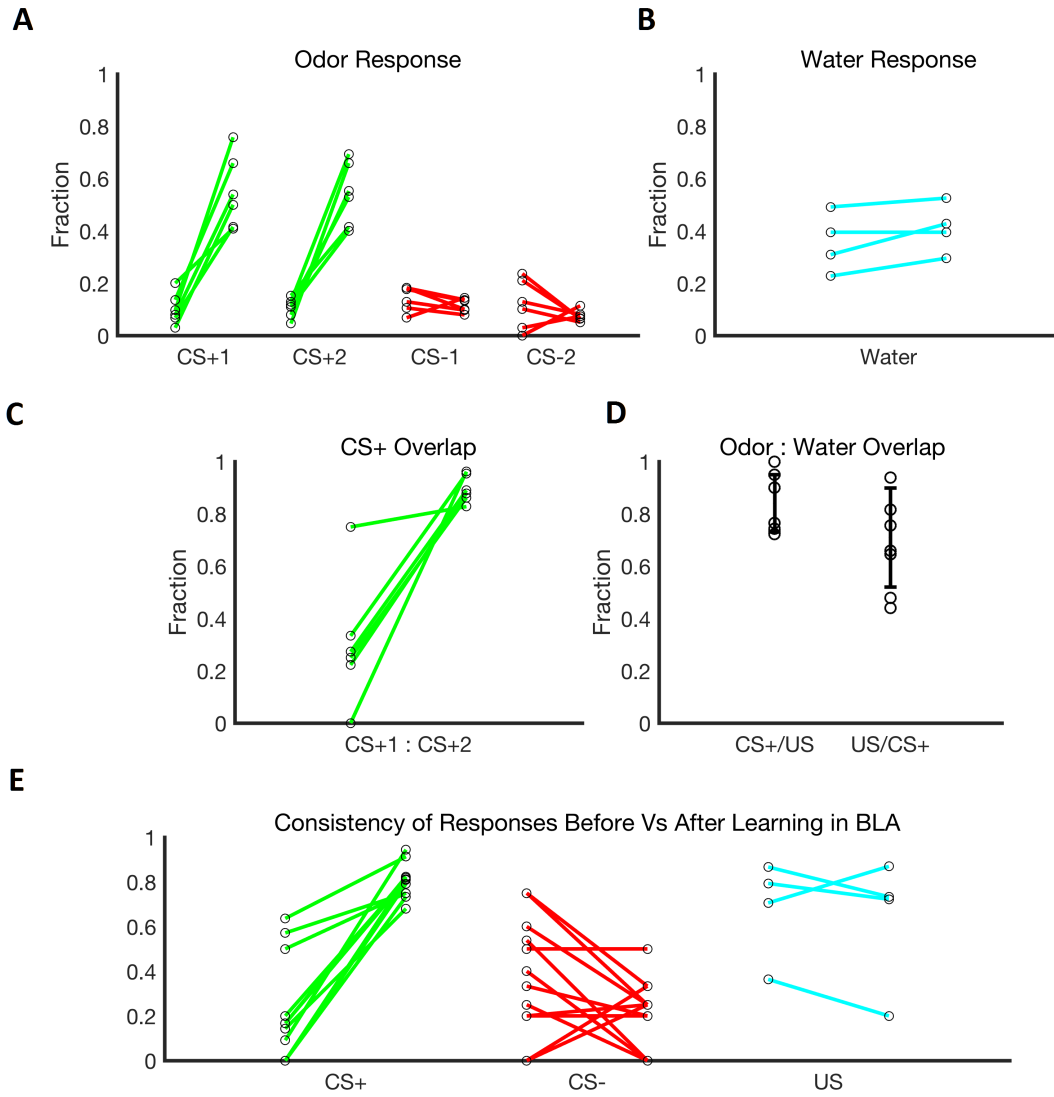 A
Odor Response
1
0.8
0.6
0.4
0.2
0
Fraction
CS+1 CS+2 CS-1 CS-2
B
Water Response
1
0.8
0.6
0.4
0.2
0
Fraction
Water
C
CS+ Overlap
1
0.8
0.6
0.4
0.2
0
Fraction
CS+1 : CS+2
D
Odor : Water Overlap
1
0.8
0.6
0.4
0.2
0
Fraction
CS+/US US/CS+
E
Consistency of Responses Before Vs After Learning in BLA
1
0.8
0.6
0.4
0.2
0
CS+ CS- US